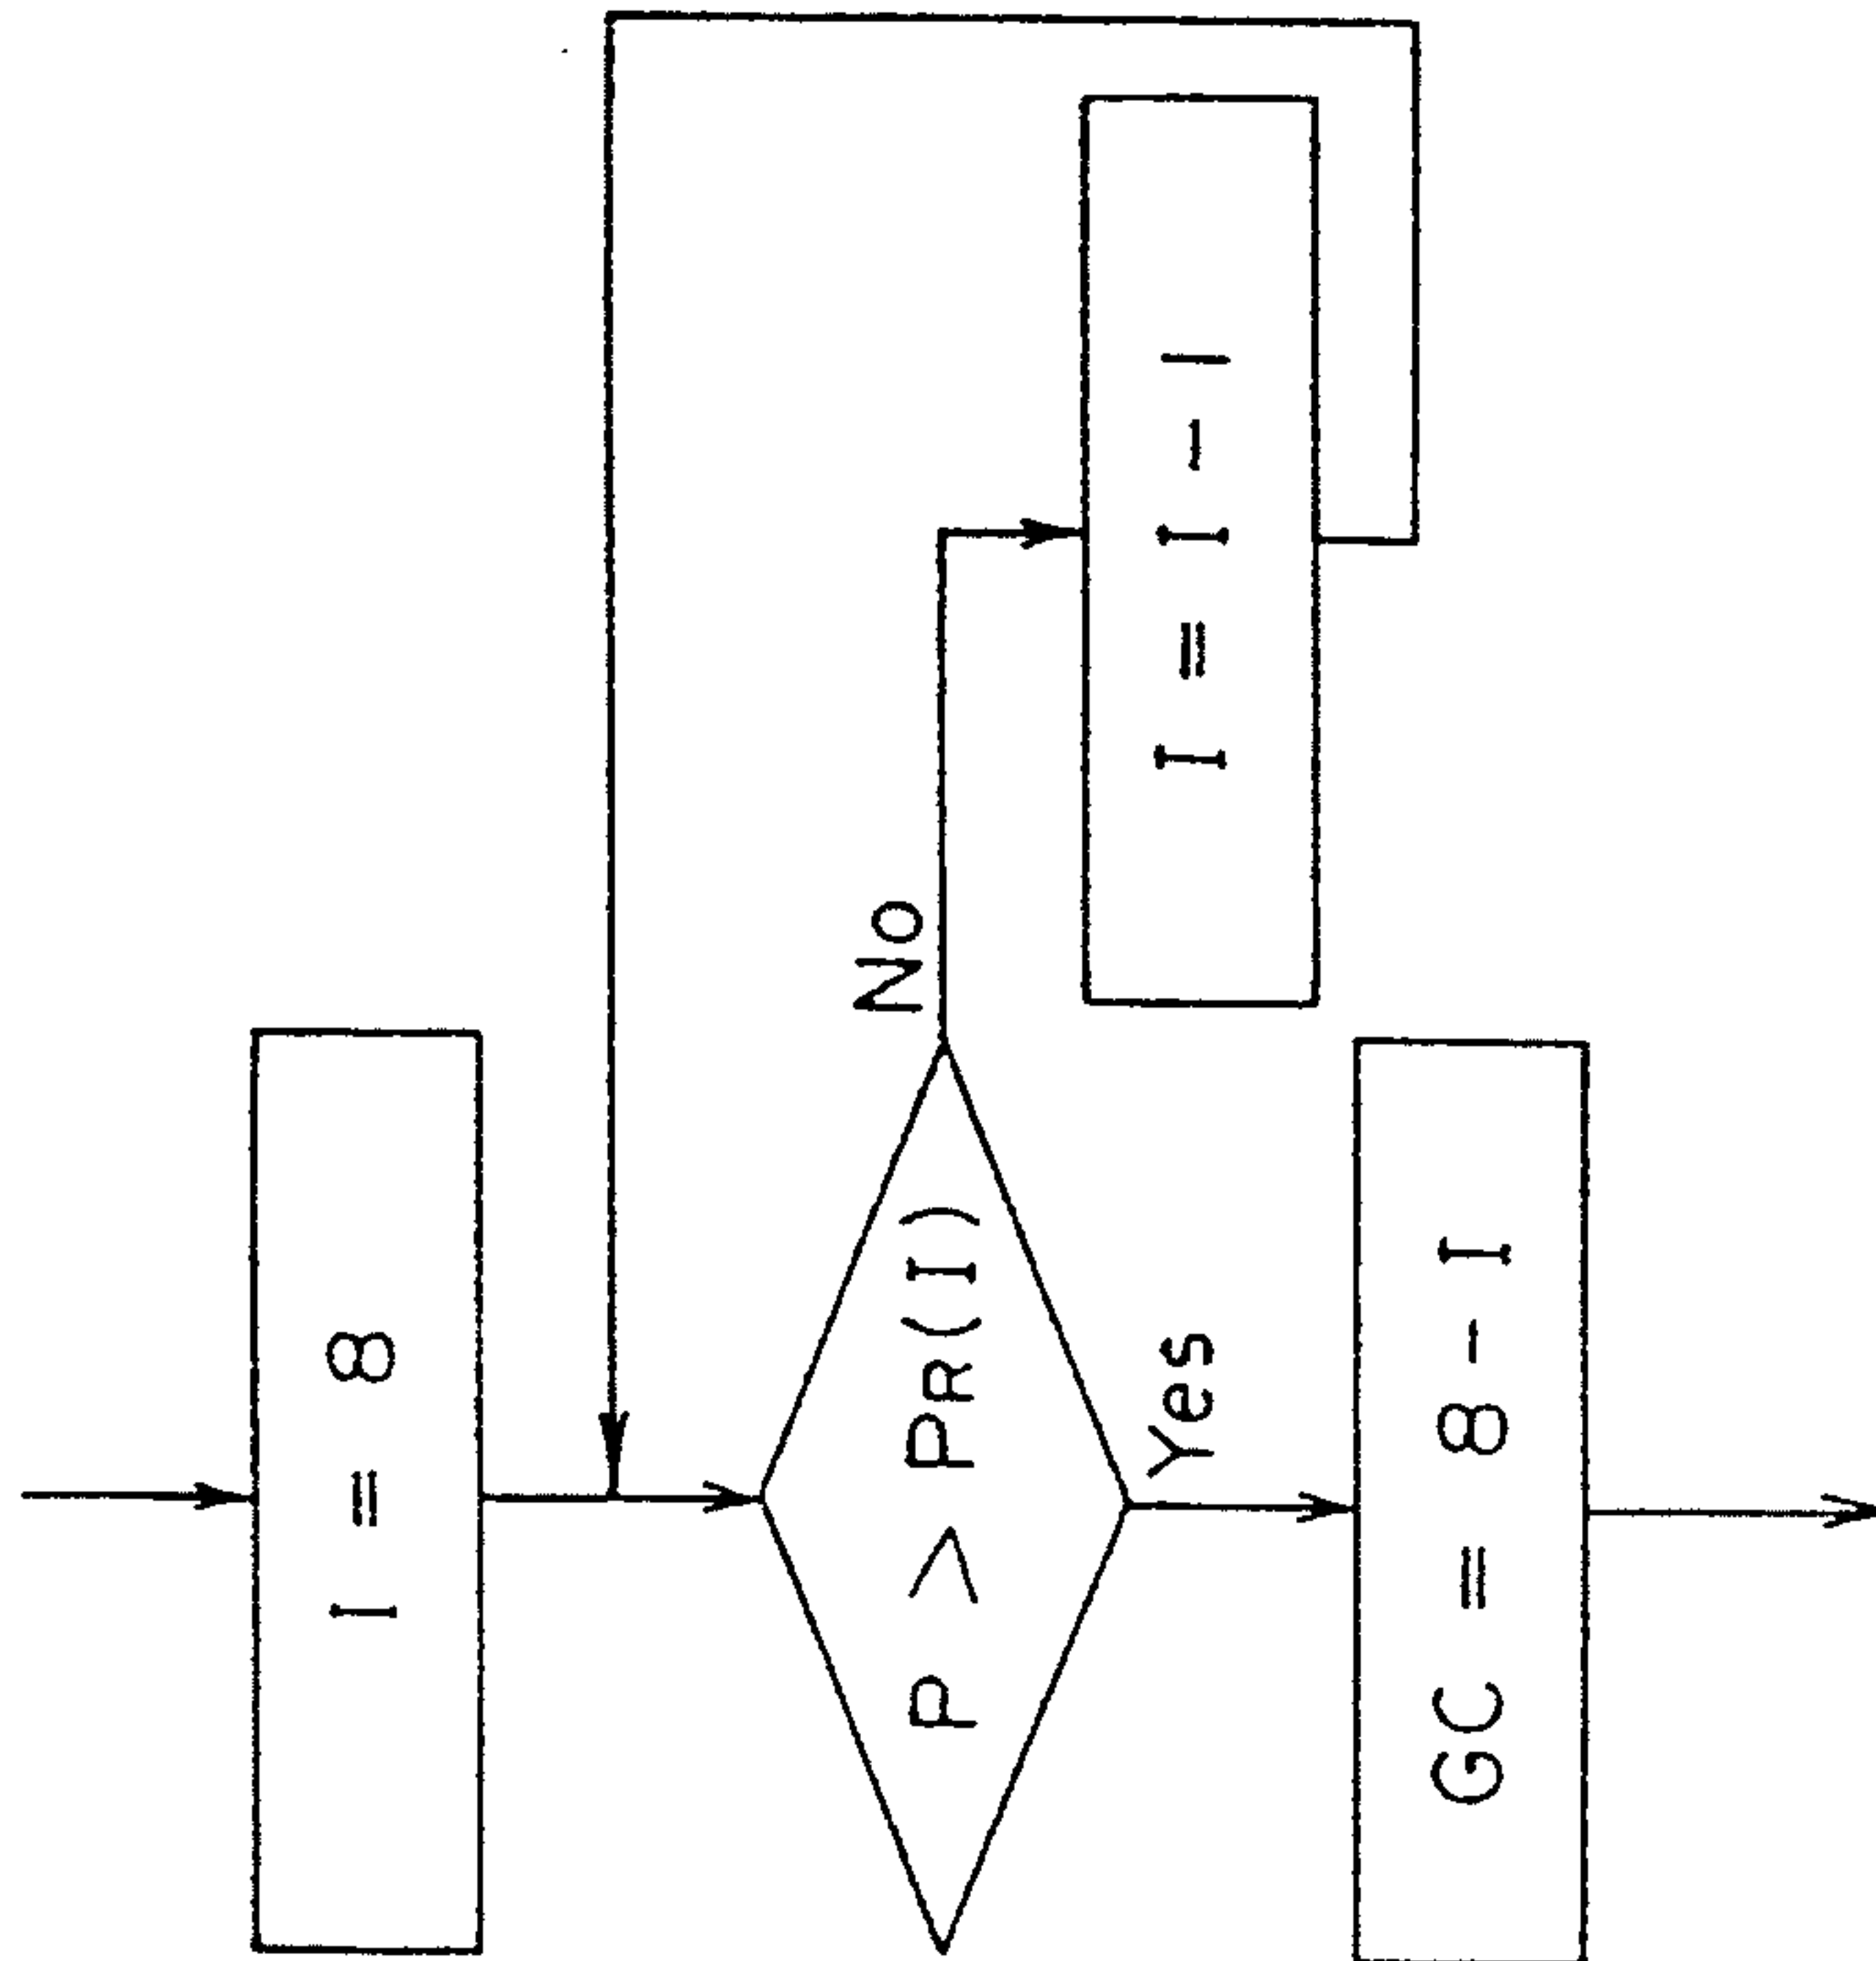 I = 8
P > PR(I)
No
Yes
I = I - 1
GC = 8 - I